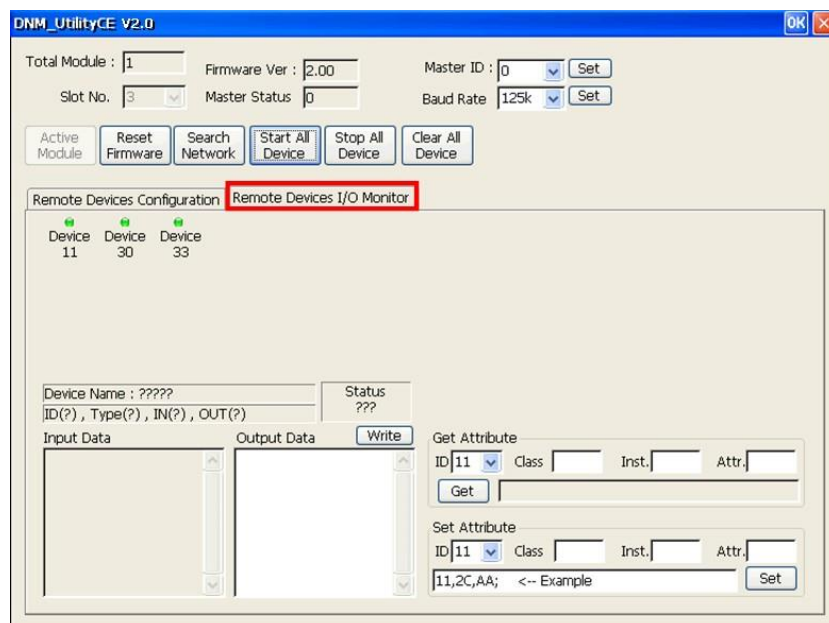 DNM_UtilityCE V2.0 OK
Total Module : 1 Firmware Ver : 2.00 Master ID : 0 Set
Slot No. 3 Master Status 0 Baud Rate 125k Set
Active Module Reset Firmware Search Network Start All Device Stop All Device Clear All Device
Remote Devices Configuration Remote Devices I/O Monitor
Device Device Device
11 30 33
Device Name : ?????
ID(?) , Type(?) , IN(?) , OUT(?)
Status
???
Input Data Output Data Write
Get Attribute
ID 11 Class Inst. Attr.
Get
Set Attribute
ID 11 Class Inst. Attr.
11,2C,AA; <-- Example Set